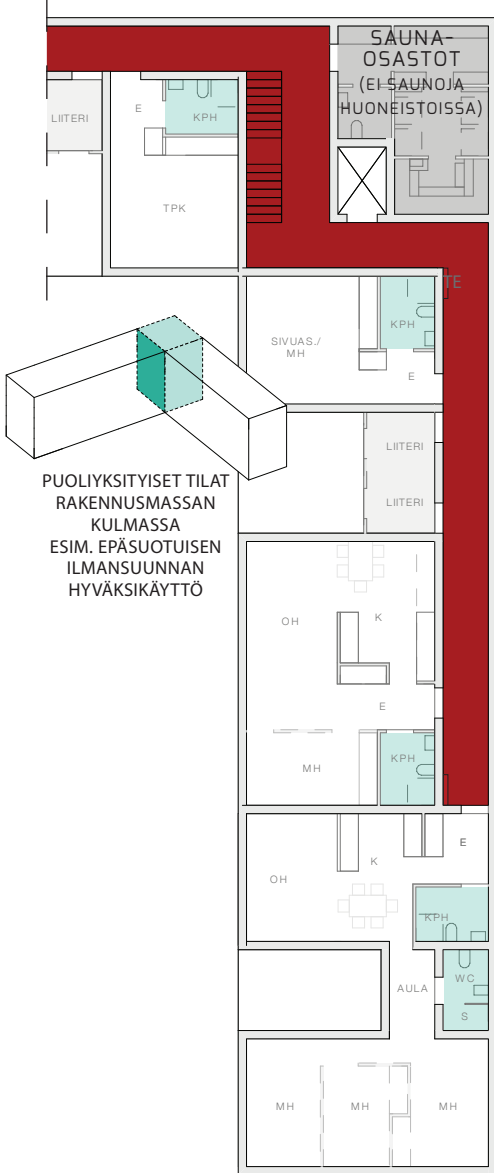 SAUNA-
OSASTOT
(EI SAUNOJA
HUONEISTOISSA)
LIITERI
E
KPH
TPK
TE
KPH
SIVUAS./
MH
E
LIITERI
LIITERI
PUOLIYKSITYISET TILAT
RAKENNUSMASSAN
KULMASSA
ESIM. EPÄSUOTUISEN
ILMANSUUNNAN
HYVÄKSIKÄYTTÖ
OH
K
E
KPH
MH
E
K
OH
KPH
WC
AULA
S
MH
MH
MH